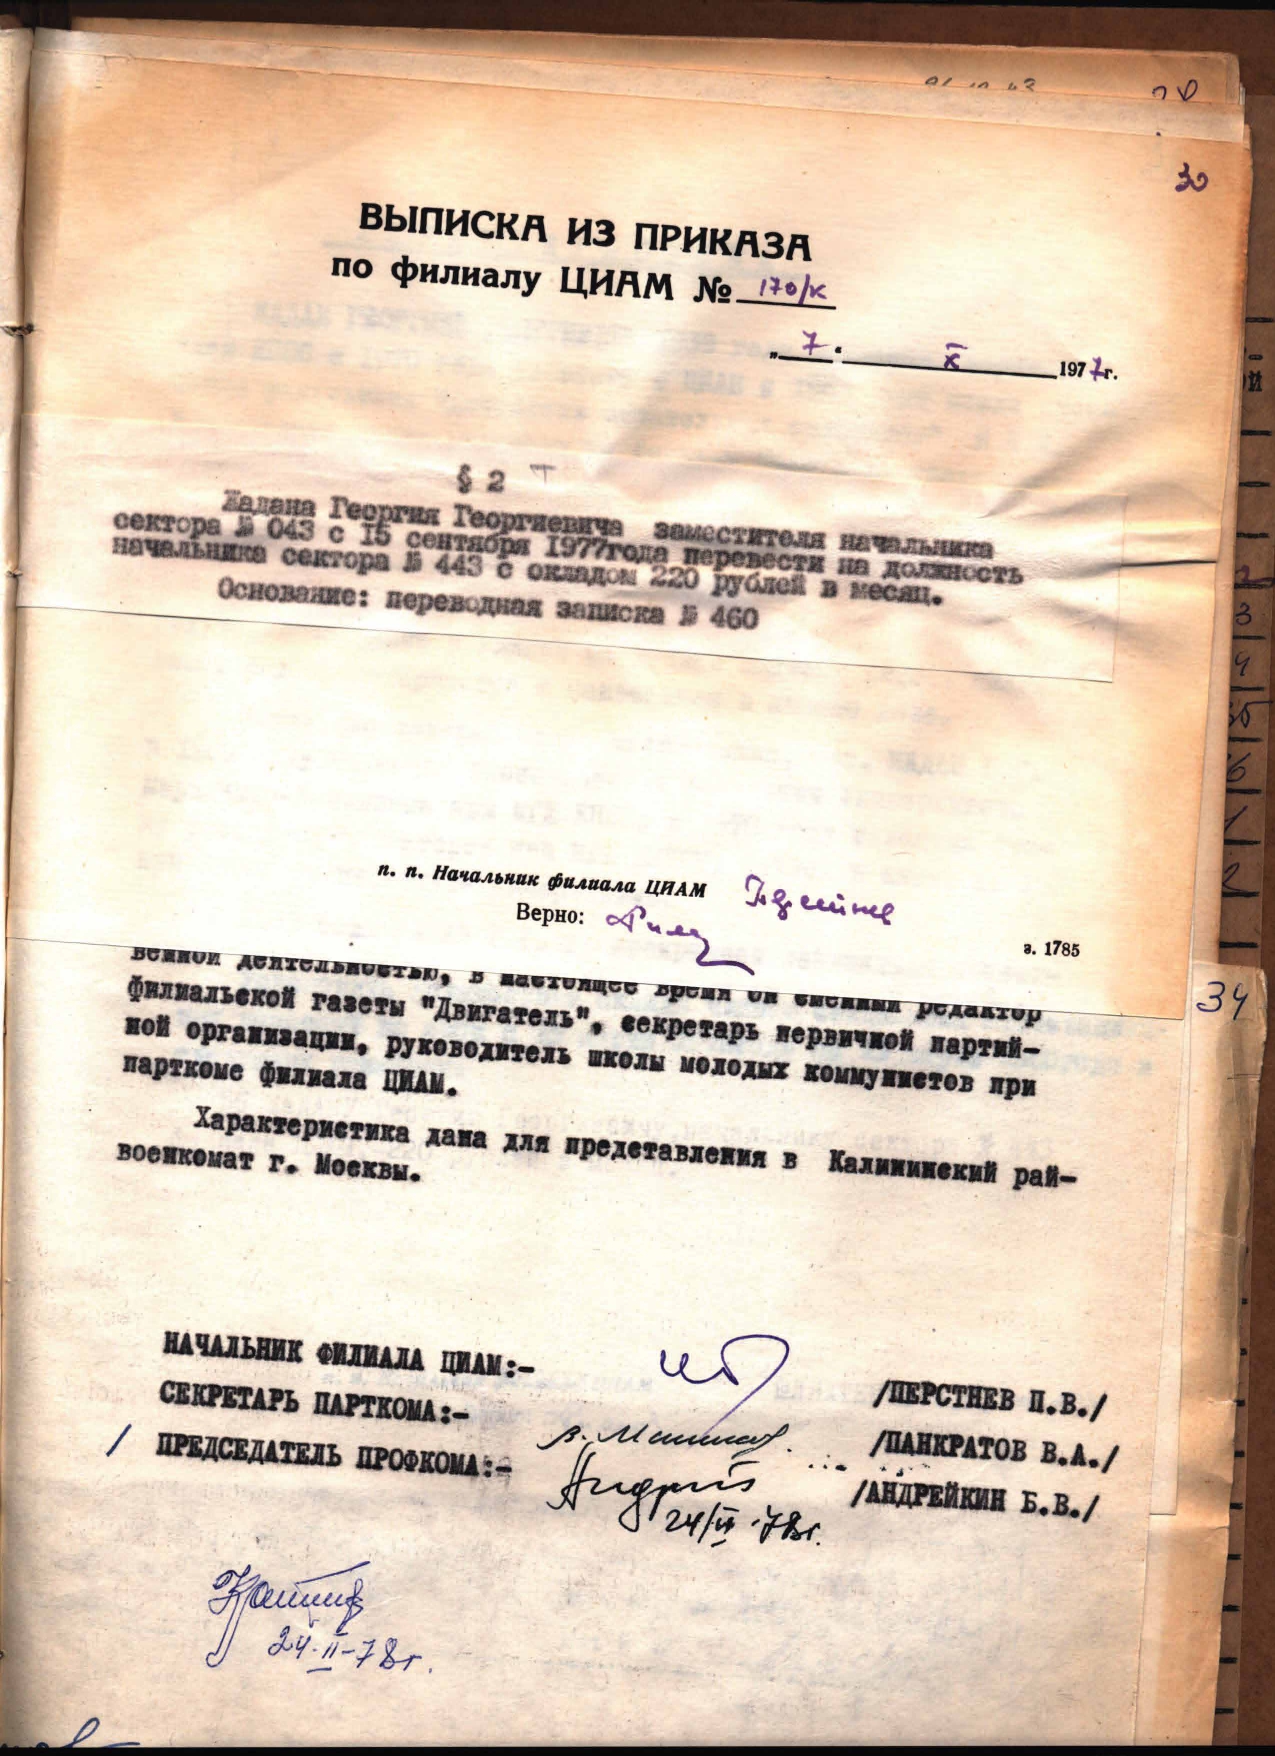 30
ВЫПИСКА ИЗ ПРИКАЗА
по филиалу ЦИАМ № 170/к
„ 7 " X 1977г.
§ 2
Жадана Георгия Георгиевича заместителя начальника
сектора № 043 с 15 сентября 1977года перевести на должность
начальника сектора № 443 с окладом 220 рублей в месяц.
Основание: переводная записка № 460
п. п. Начальник филиала ЦИАМ
Верно:
з. 1785
34
венной деятельностью, в настоящее время он сменный редактор
филиальской газеты "Двигатель", секретарь первичной партий-
ной организации, руководитель школы молодых коммунистов при
парткоме филиала ЦИАМ.
Характеристика дана для представления в Калининский рай-
военкомат г. Москвы.
НАЧАЛЬНИК ФИЛИАЛА ЦИАМ:- /ПЕРСТНЕВ П.В./
СЕКРЕТАРЬ ПАРТКОМА:- /ПАНКРАТОВ В.А./
/ ПРЕДСЕДАТЕЛЬ ПРОФКОМА:- /АНДРЕЙКИН Б.В./
24/II-78г.
24-II-78г.